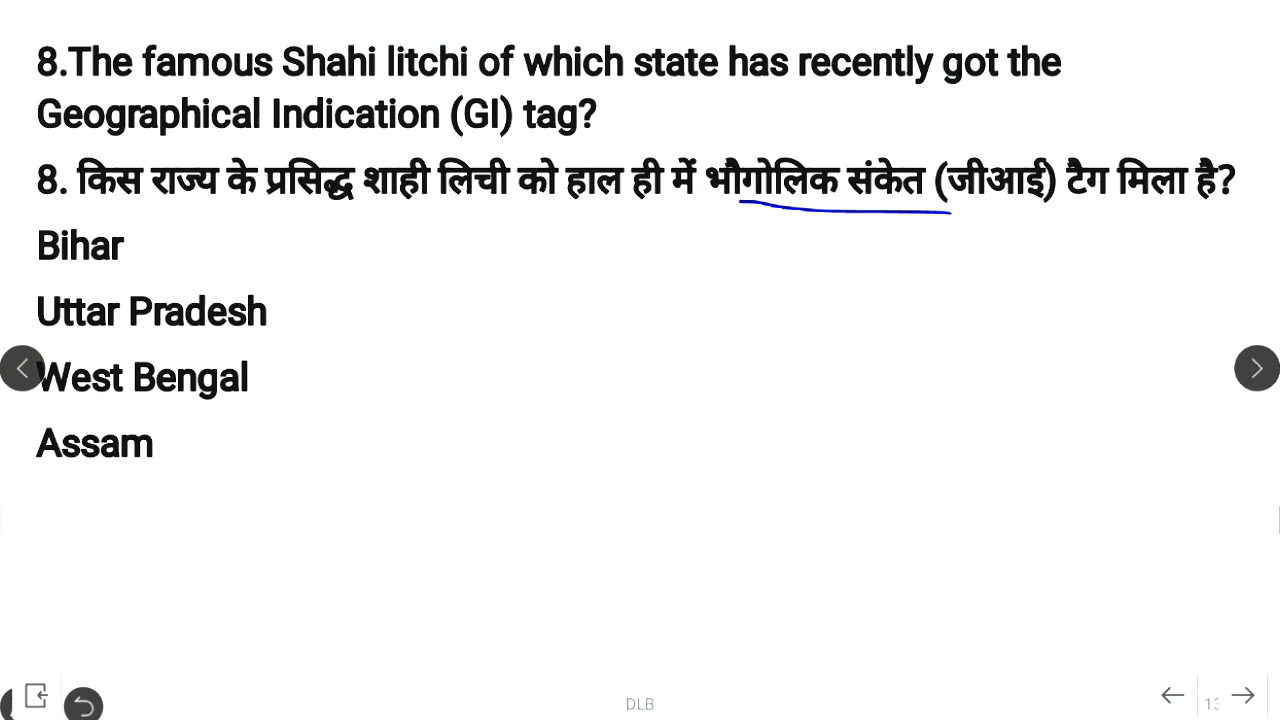 8.The famous Shahi litchi of which state has recently got the
Geographical Indication (GI) tag?
8. किस राज्य के प्रसिद्ध शाही लिची को हाल ही में भौगोलिक संकेत (जीआई) टैग मिला है?
Bihar
Uttar Pradesh
West Bengal
Assam
DLB